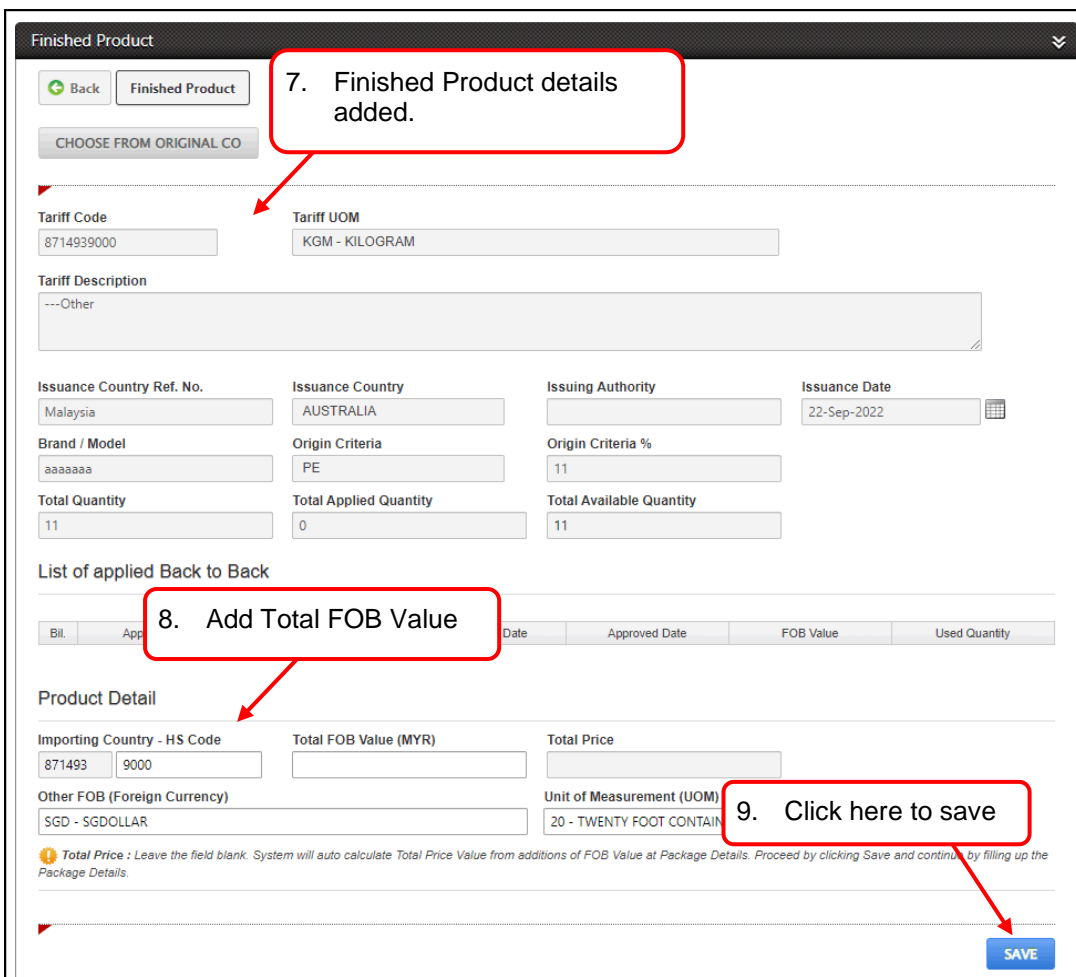 Finished Product
Back Finished Product
7. Finished Product details
added.
CHOOSE FROM ORIGINAL CO
Tariff Code Tariff UOM
8714939000 KGM - KILOGRAM
Tariff Description
---Other
Issuance Country Ref. No. Issuance Country Issuing Authority Issuance Date
Malaysia AUSTRALIA 22-Sep-2022
Brand / Model Origin Criteria Origin Criteria %
aaaaaaa PE 11
Total Quantity Total Applied Quantity Total Available Quantity
11 0 11
List of applied Back to Back
8. Add Total FOB Value
Bil. Date Approved Date FOB Value Used Quantity
Product Detail
Importing Country - HS Code Total FOB Value (MYR) Total Price
871493 9000
Other FOB (Foreign Currency) Unit of Measurement (UOM)
9. Click here to save
SGD - SGDOLLAR 20 - TWENTY FOOT CONTAIN
Total Price : Leave the field blank. System will auto calculate Total Price Value from additions of FOB Value at Package Details. Proceed by clicking Save and continue by filling up the
Package Details.
SAVE